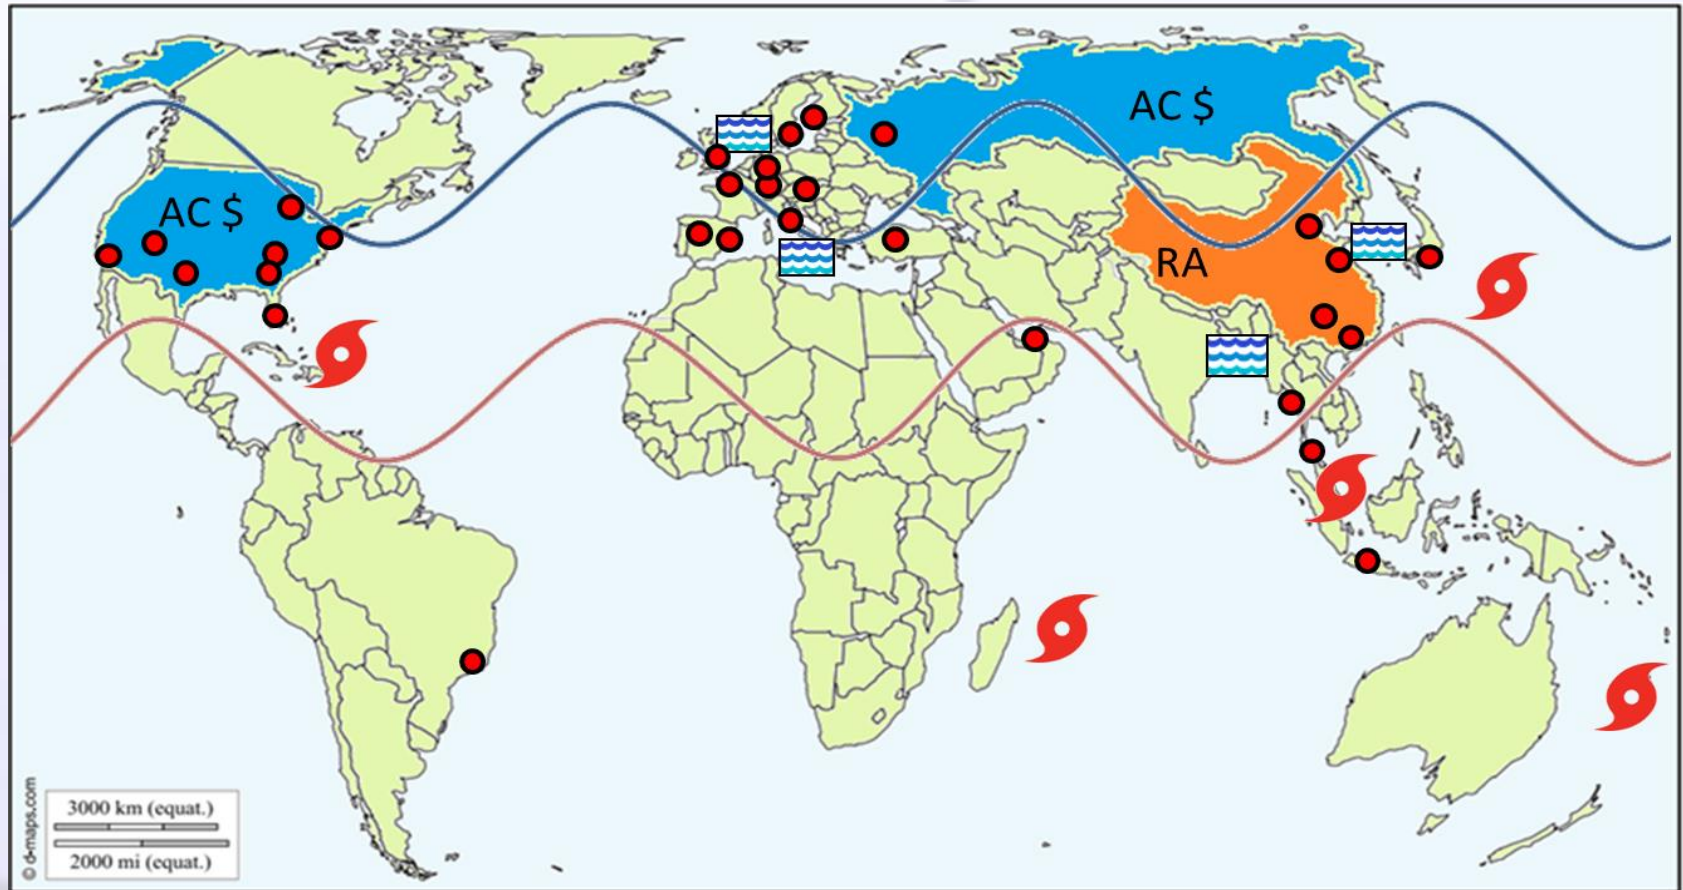 AC $
AC $
RA
3000 km (equat.)
2000 mi (equat.)
© d-maps.com